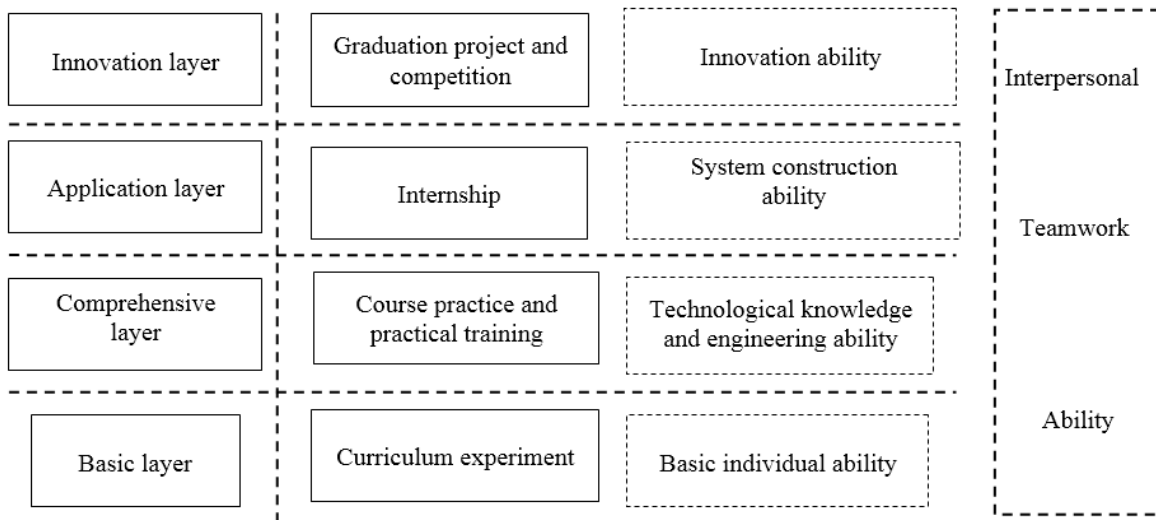 Innovation layer
Graduation project and
competition
Innovation ability
Application layer
Internship
System construction
ability
Comprehensive
layer
Course practice and
practical training
Technological knowledge
and engineering ability
Basic layer
Curriculum experiment
Basic individual ability
Interpersonal
Teamwork
Ability